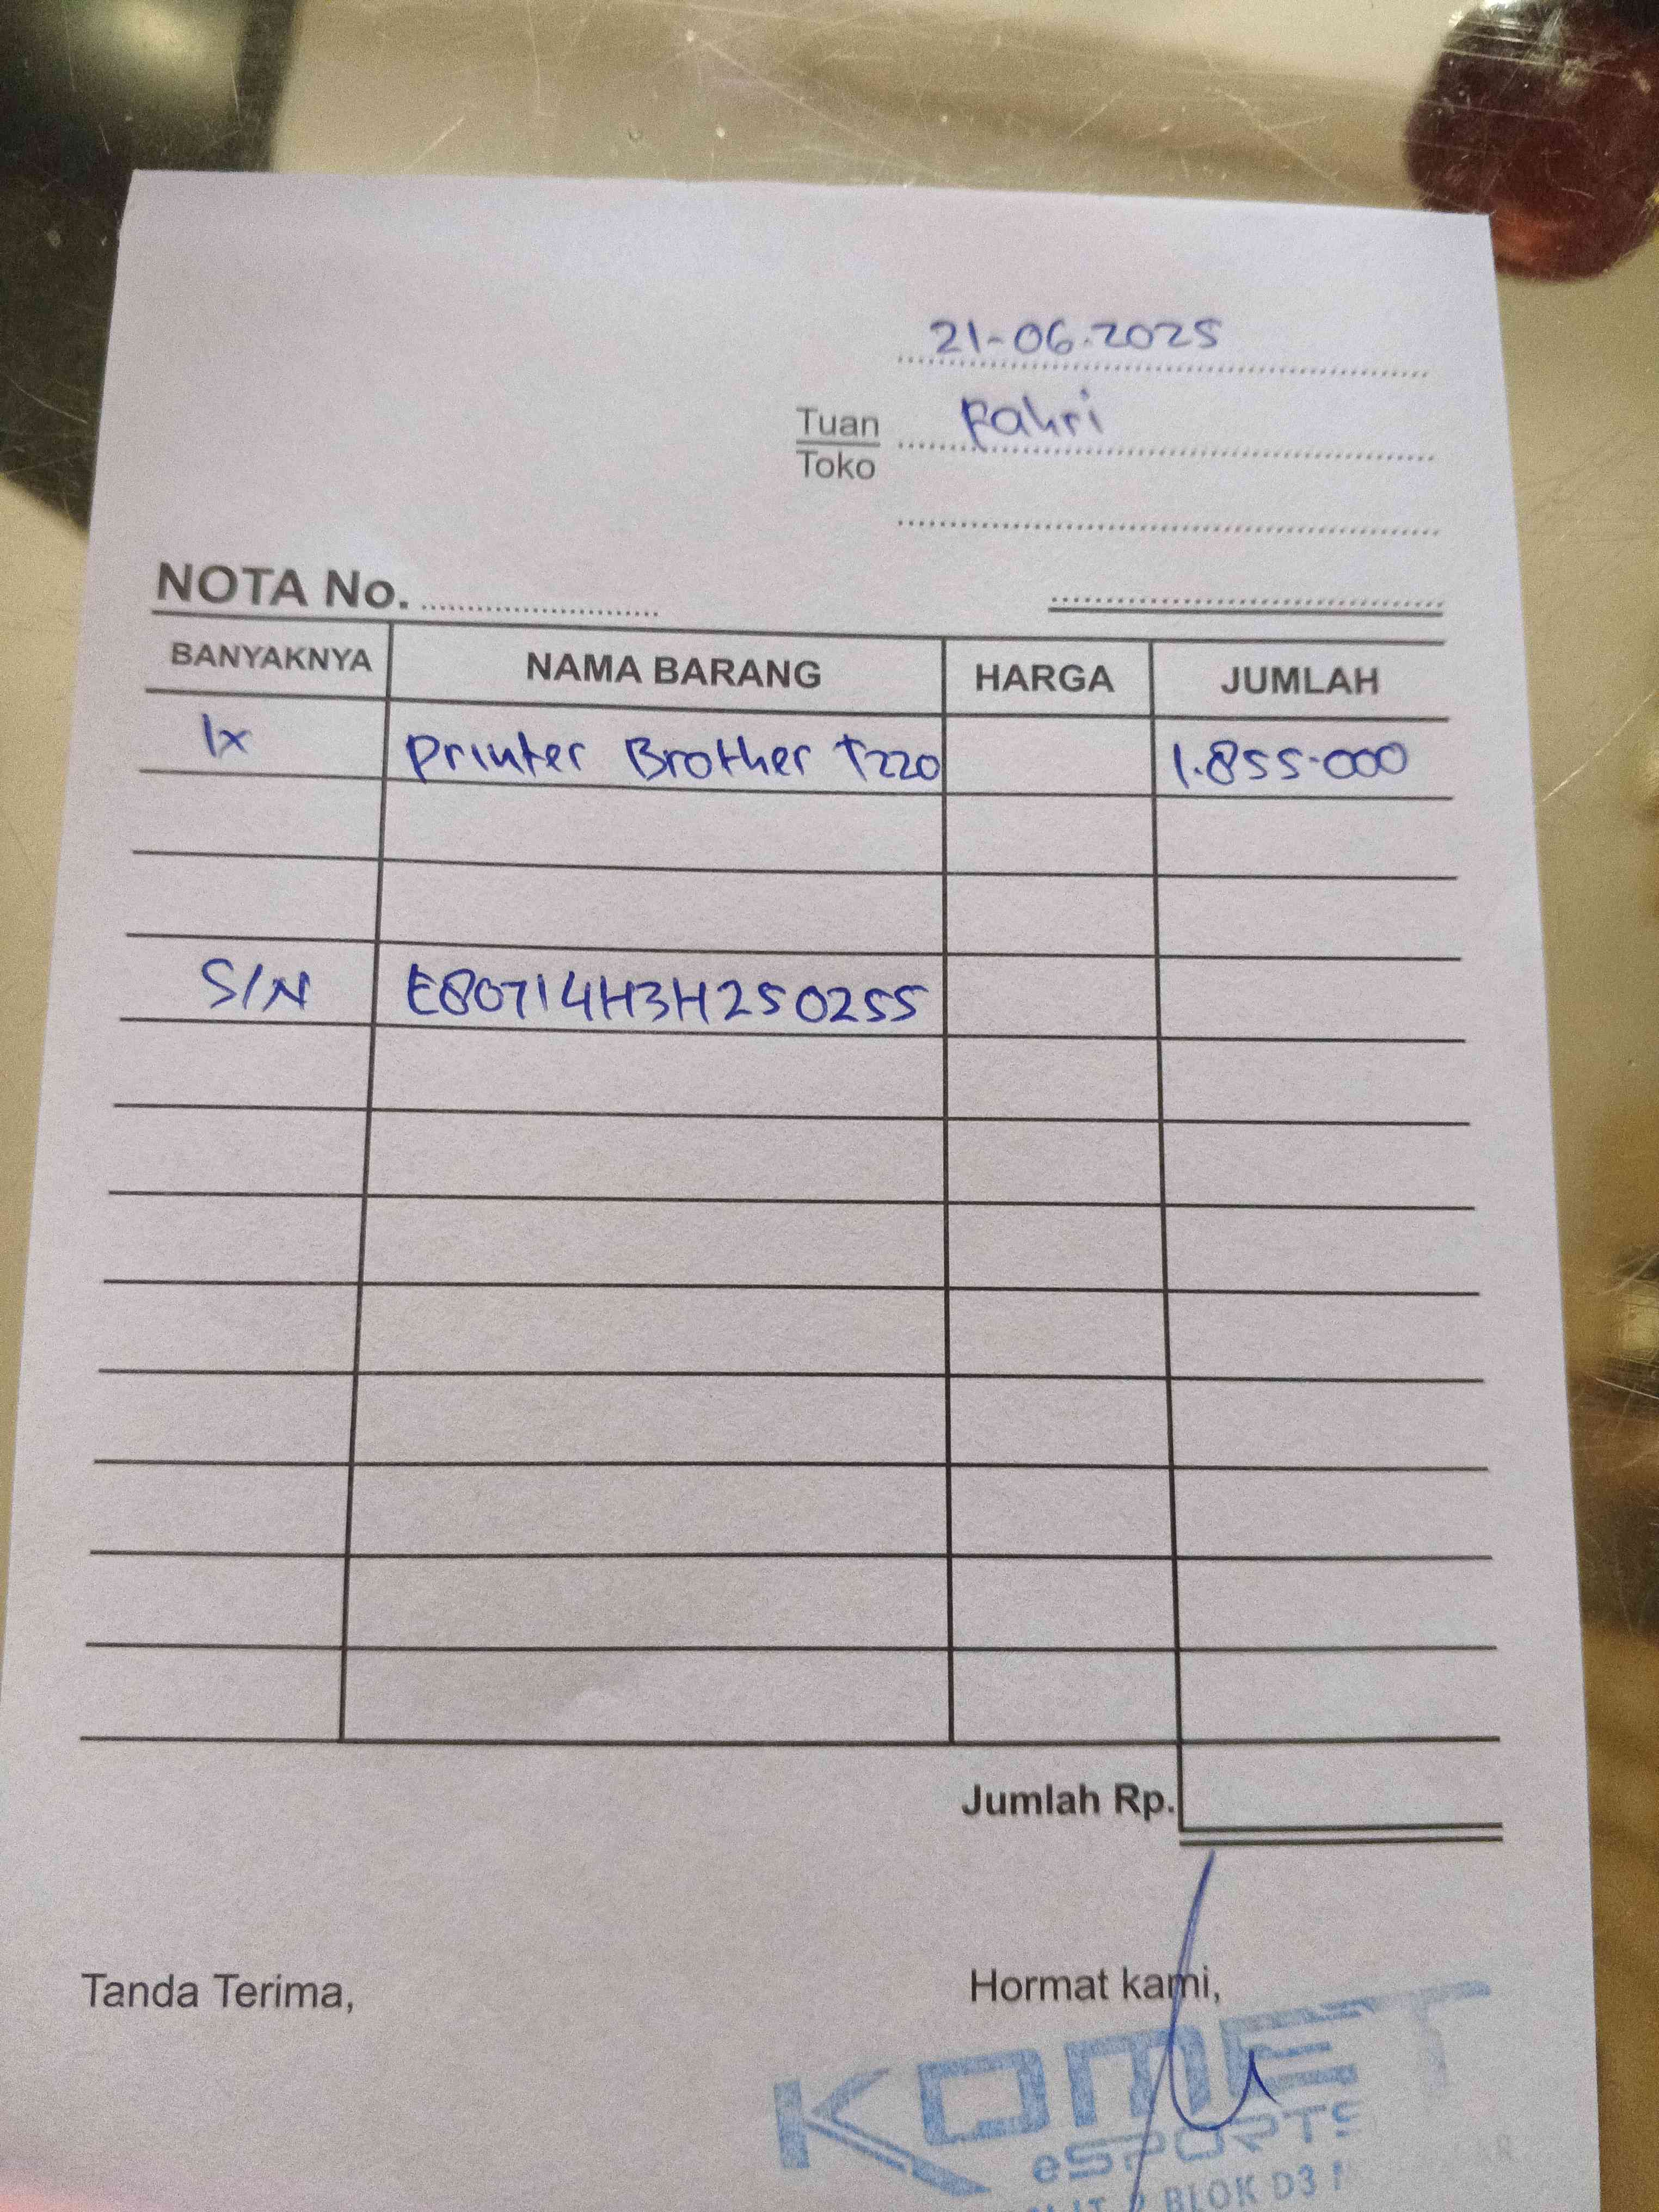 21-06-2025
Tuan Fahri
Toko
NOTA No.
BANYAKNYA NAMA BARANG HARGA JUMLAH
1x Printer Brother T220 1.855.000
S/N E80714H3H250255
Jumlah Rp.
Tanda Terima, Hormat kami,
KOMET
eSPORTS
BLOK D3